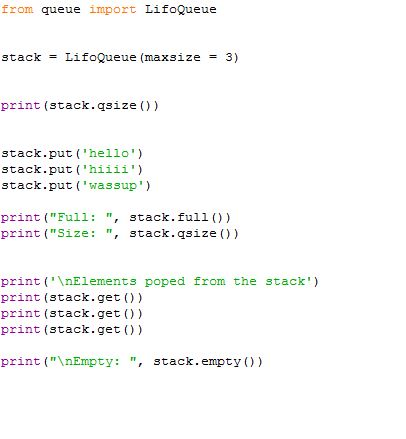 from queue import LifoQueue
stack = LifoQueue(maxsize = 3)
print(stack.qsize())
stack.put('hello')
stack.put('hiiii')
stack.put('wassup')
print("Full: ", stack.full())
print("Size: ", stack.qsize())
print('\nElements poped from the stack')
print(stack.get())
print(stack.get())
print(stack.get())
print("\nEmpty: ", stack.empty())